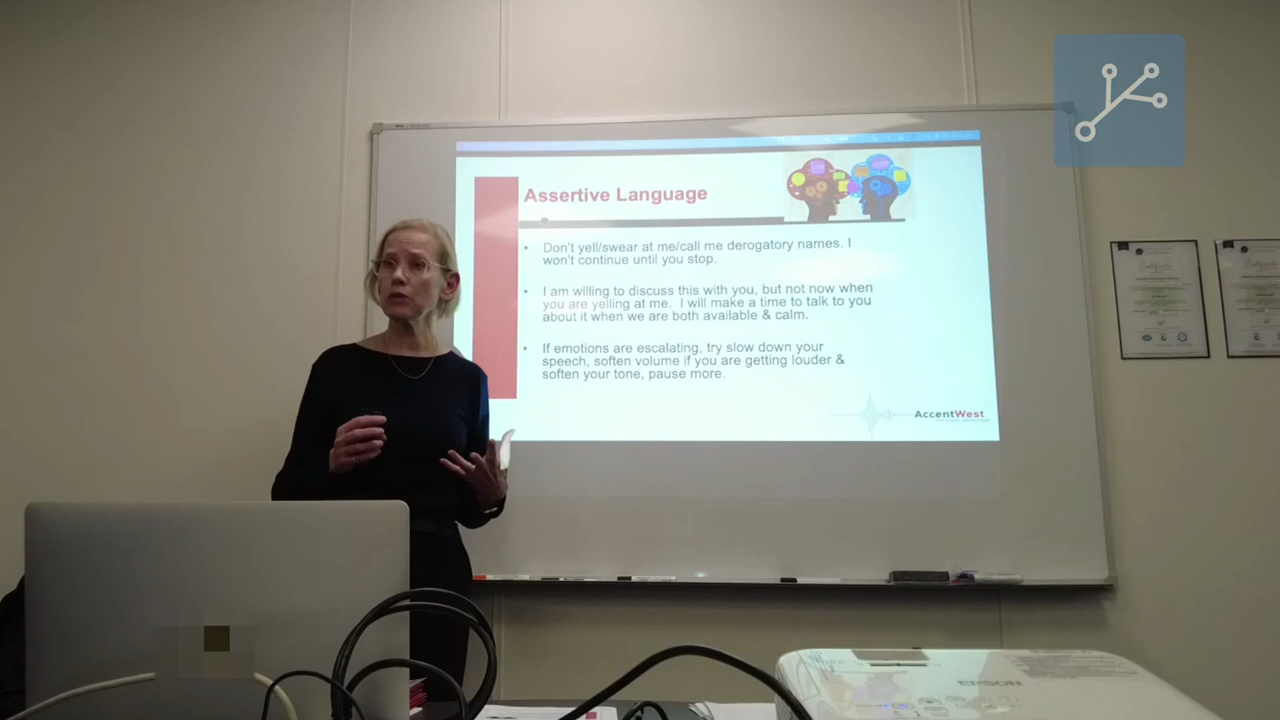 Assertive Language
• Don't yell/swear at me/call me derogatory names. I
won't continue until you stop.
• I am willing to discuss this with you, but not now when
you are yelling at me. I will make a time to talk to you
about it when we are both available & calm.
• If emotions are escalating, try slow down your
speech, soften volume if you are getting louder &
soften your tone, pause more.
AccentWest
EPSON